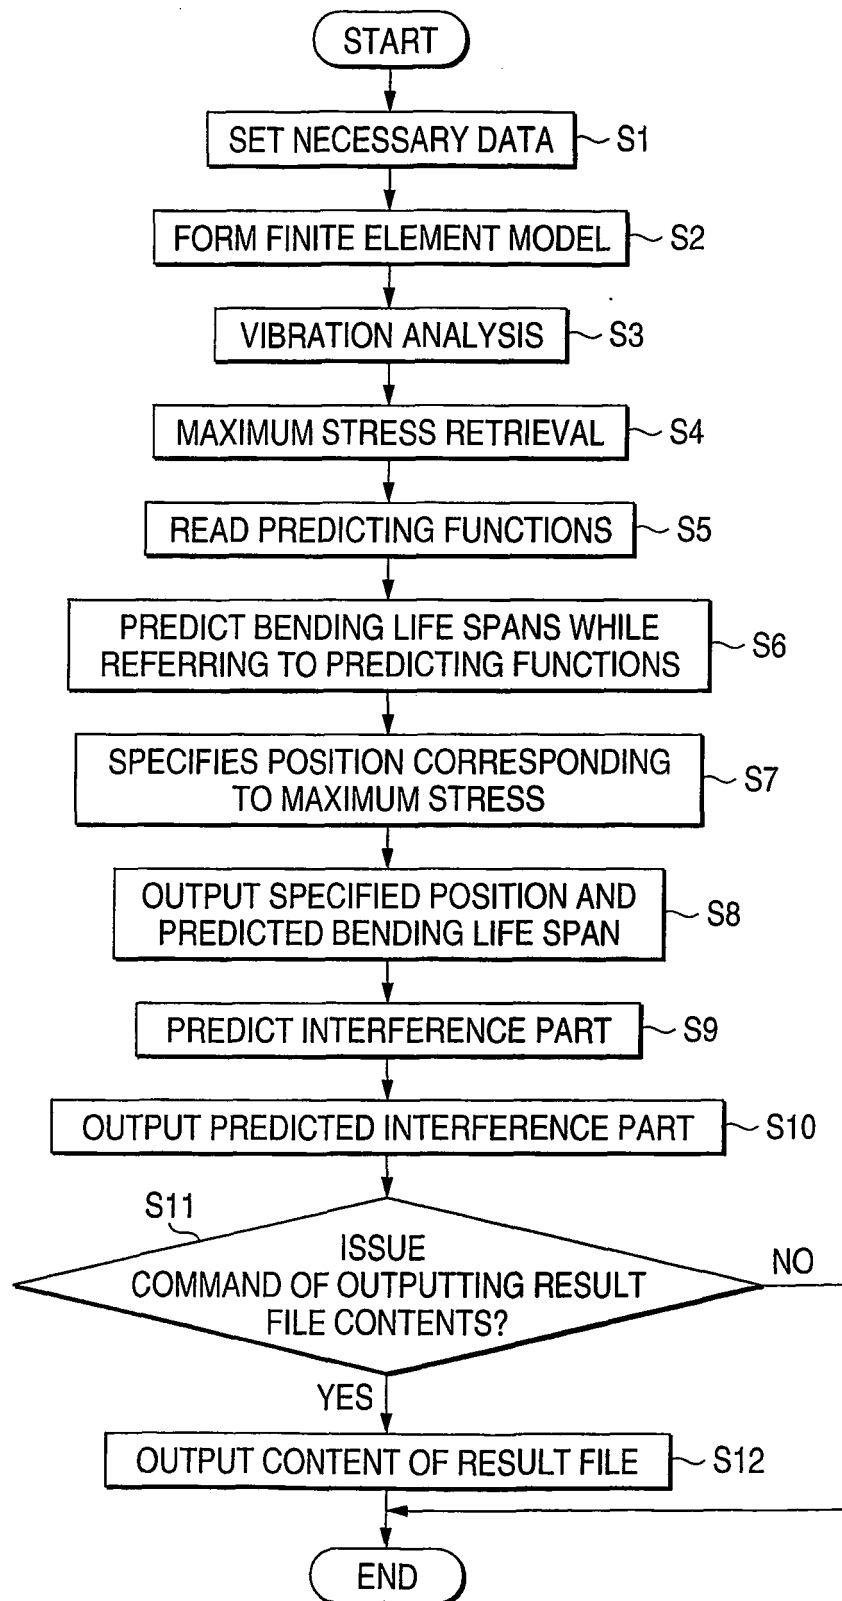 START
SET NECESSARY DATA
S1
FORM FINITE ELEMENT MODEL
S2
VIBRATION ANALYSIS
S3
MAXIMUM STRESS RETRIEVAL
S4
READ PREDICTING FUNCTIONS
S5
PREDICT BENDING LIFE SPANS WHILE
REFERRING TO PREDICTING FUNCTIONS
S6
SPECIFIES POSITION CORRESPONDING
TO MAXIMUM STRESS
S7
OUTPUT SPECIFIED POSITION AND
PREDICTED BENDING LIFE SPAN
S8
PREDICT INTERFERENCE PART
S9
OUTPUT PREDICTED INTERFERENCE PART
S10
S11
ISSUE
COMMAND OF OUTPUTTING RESULT
FILE CONTENTS?
NO
YES
OUTPUT CONTENT OF RESULT FILE
S12
END